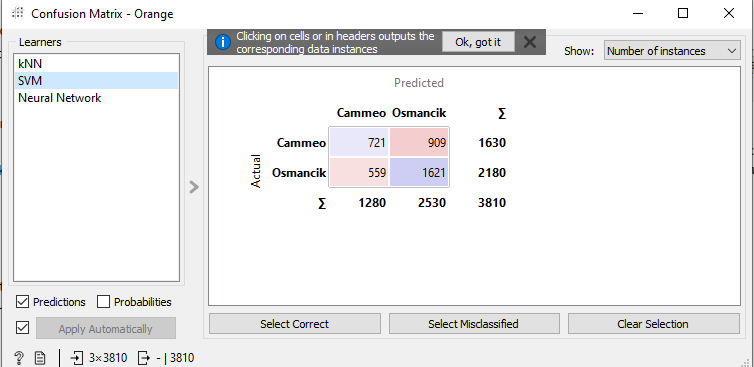 Confusion Matrix - Orange
Learners
kNN
SVM
Neural Network
Predictions
Probabilities
Apply Automatically
3×3810
- | 3810
Clicking on cells or in headers outputs the
corresponding data instances
Ok, got it
Show:
Number of instances
Predicted
Cammeo Osmancik Σ
Actual
Cammeo 721 909 1630
Osmancik 559 1621 2180
Σ 1280 2530 3810
Select Correct
Select Misclassified
Clear Selection